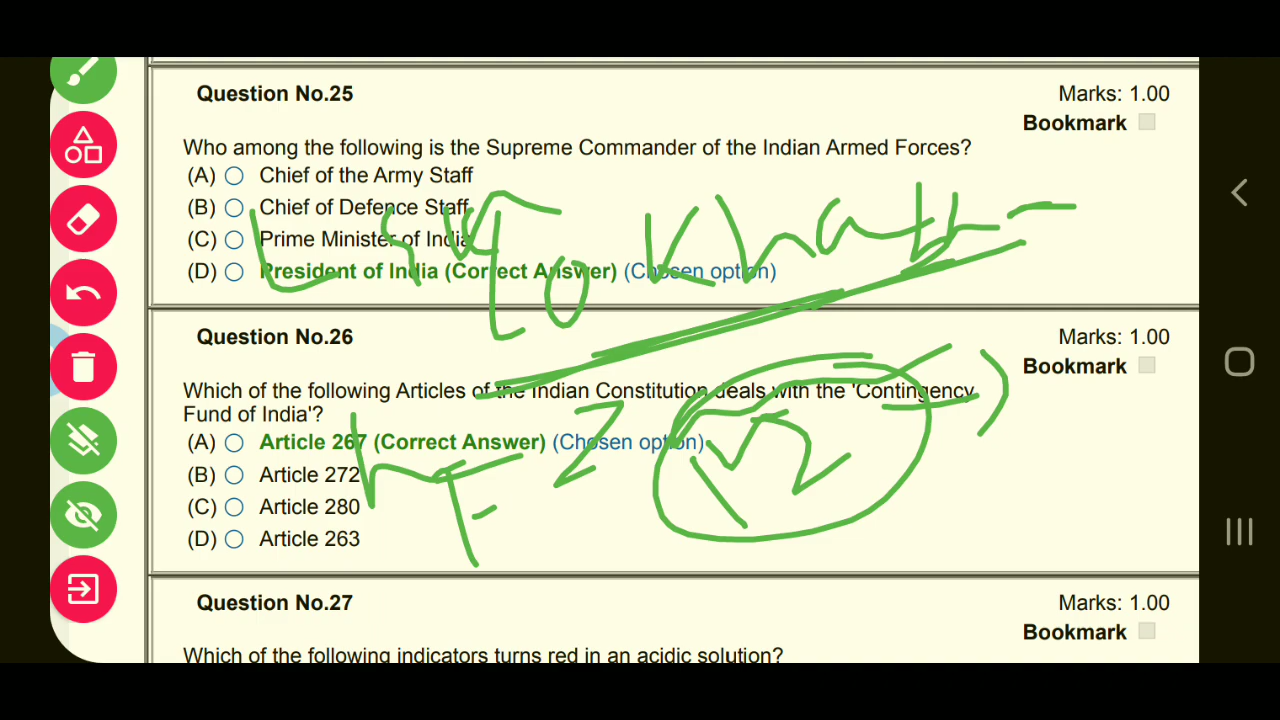 Question No.25 Marks: 1.00
Bookmark
Who among the following is the Supreme Commander of the Indian Armed Forces?
(A) Chief of the Army Staff
(B) Chief of Defence Staff
(C) Prime Minister of India
(D) President of India (Correct Answer) (Chosen option)
Question No.26 Marks: 1.00
Bookmark
Which of the following Articles of the Indian Constitution deals with the 'Contingency
Fund of India'?
(A) Article 267 (Correct Answer) (Chosen option)
(B) Article 272
(C) Article 280
(D) Article 263
Question No.27 Marks: 1.00
Bookmark
Which of the following indicators turns red in an acidic solution?